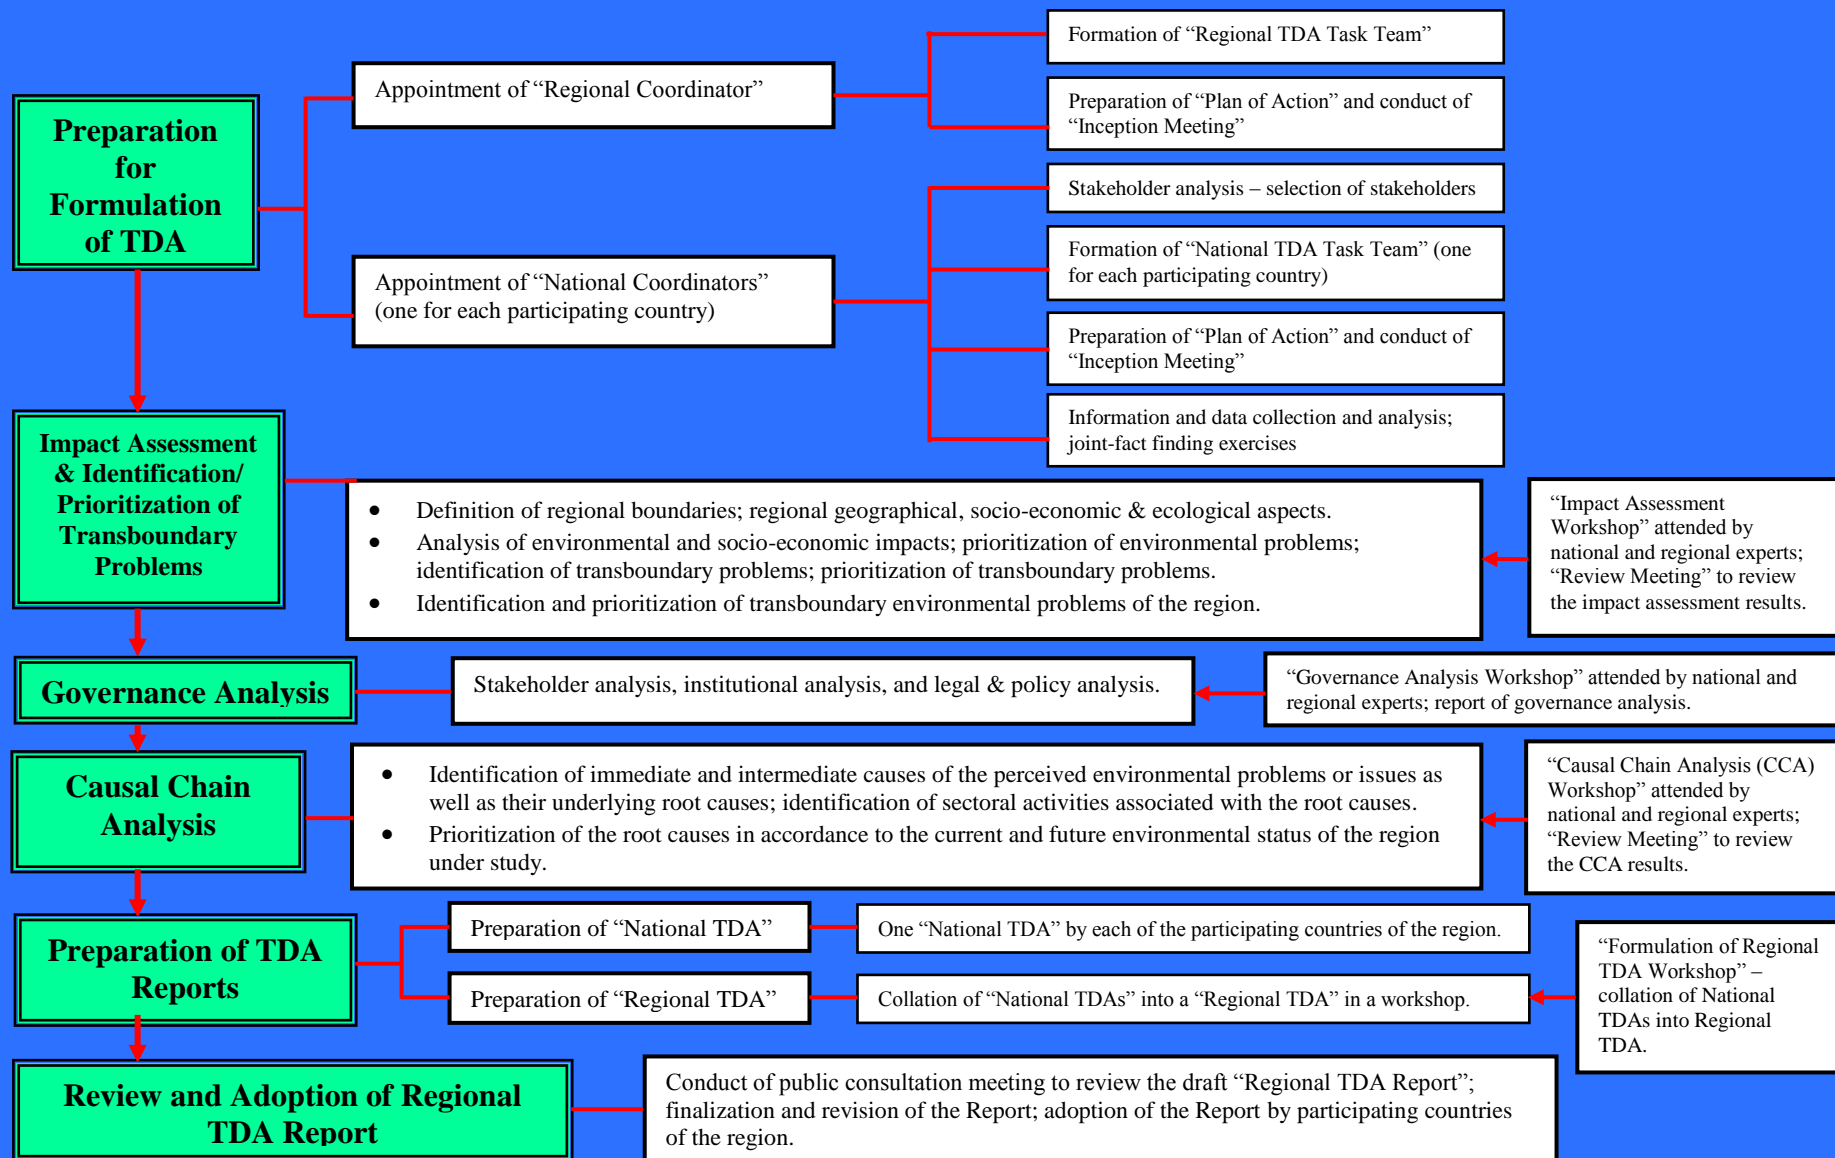 Preparation
for
Formulation
of TDA
Appointment of “Regional Coordinator”
Formation of “Regional TDA Task Team”
Preparation of “Plan of Action” and conduct of
“Inception Meeting”
Appointment of “National Coordinators”
(one for each participating country)
Stakeholder analysis – selection of stakeholders
Formation of “National TDA Task Team” (one
for each participating country)
Preparation of “Plan of Action” and conduct of
“Inception Meeting”
Information and data collection and analysis;
joint-fact finding exercises
Impact Assessment
& Identification/
Prioritization of
Transboundary
Problems
• Definition of regional boundaries; regional geographical, socio-economic & ecological aspects.
• Analysis of environmental and socio-economic impacts; prioritization of environmental problems;
identification of transboundary problems; prioritization of transboundary problems.
• Identification and prioritization of transboundary environmental problems of the region.
“Impact Assessment
Workshop” attended by
national and regional experts;
“Review Meeting” to review
the impact assessment results.
Governance Analysis
Stakeholder analysis, institutional analysis, and legal & policy analysis.
“Governance Analysis Workshop” attended by national and
regional experts; report of governance analysis.
Causal Chain
Analysis
• Identification of immediate and intermediate causes of the perceived environmental problems or issues as
well as their underlying root causes; identification of sectoral activities associated with the root causes.
• Prioritization of the root causes in accordance to the current and future environmental status of the region
under study.
“Causal Chain Analysis (CCA)
Workshop” attended by
national and regional experts;
“Review Meeting” to review
the CCA results.
Preparation of TDA
Reports
Preparation of “National TDA”
One “National TDA” by each of the participating countries of the region.
Preparation of “Regional TDA”
Collation of “National TDAs” into a “Regional TDA” in a workshop.
“Formulation of Regional
TDA Workshop” –
collation of National
TDAs into Regional
TDA.
Review and Adoption of Regional
TDA Report
Conduct of public consultation meeting to review the draft “Regional TDA Report”;
finalization and revision of the Report; adoption of the Report by participating countries
of the region.